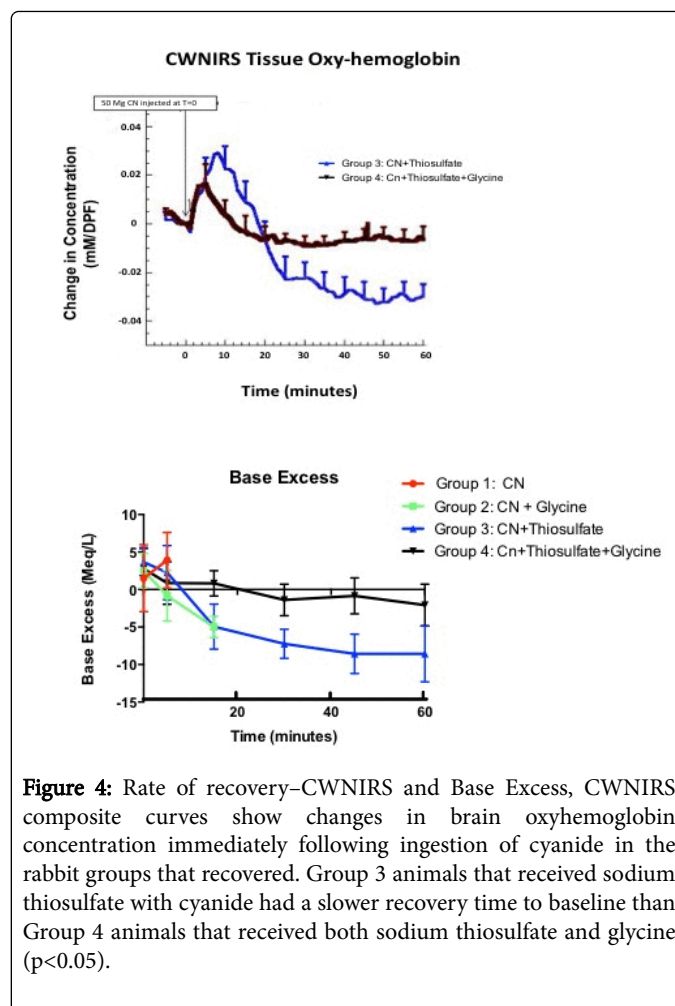 CWNIRS Tissue Oxy-hemoglobin
50 Mg CN injected at T=0
0.04
0.02
0
-0.02
-0.04
Change in Concentration
(mM/DPF)
Group 3: CN+Thiosulfate
Group 4: Cn+Thiosulfate+Glycine
0 10 20 30 40 50 60
Time (minutes)
Base Excess
Group 1: CN
Group 2: CN + Glycine
Group 3: CN+Thiosulfate
Group 4: Cn+Thiosulfate+Glycine
10
5
0
-5
-10
-15
Base Excess (Meq/L)
20 40 60
Time (minutes)
Figure 4: Rate of recovery–CWNIRS and Base Excess, CWNIRS
composite curves show changes in brain oxyhemoglobin
concentration immediately following ingestion of cyanide in the
rabbit groups that recovered. Group 3 animals that received sodium
thiosulfate with cyanide had a slower recovery time to baseline than
Group 4 animals that received both sodium thiosulfate and glycine
(p<0.05).